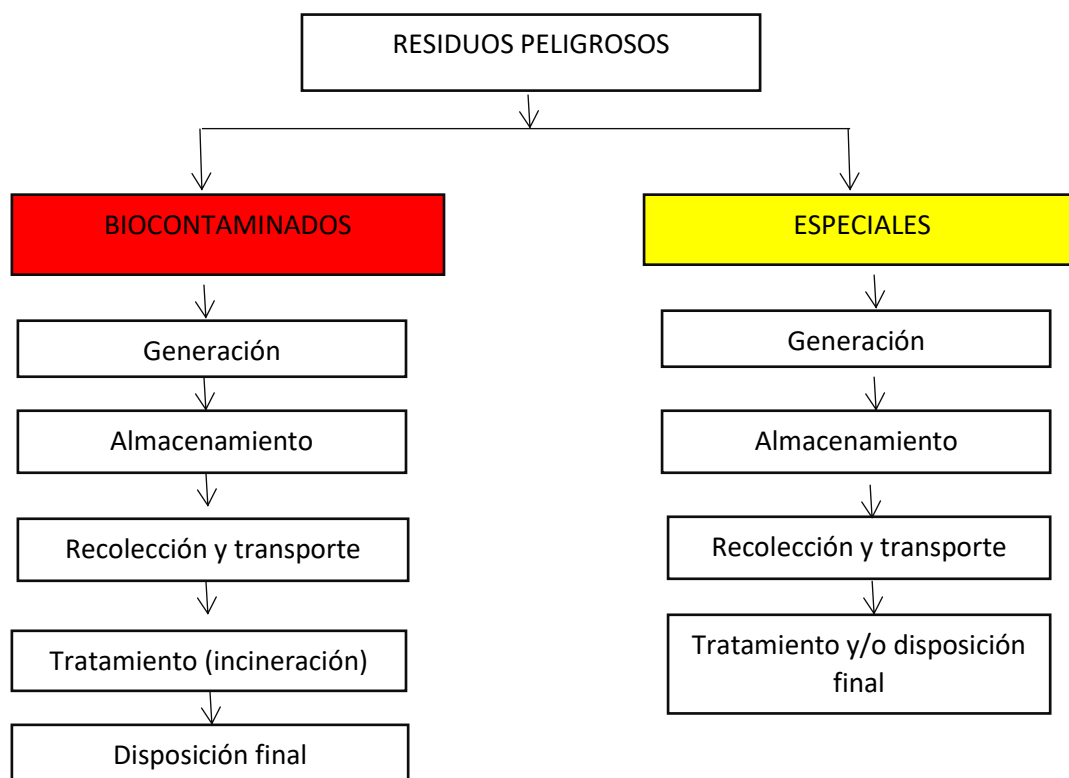 RESIDUOS PELIGROSOS
BIOCONTAMINADOS
Generación
Almacenamiento
Recolección y transporte
Tratamiento (incineración)
Disposición final
ESPECIALES
Generación
Almacenamiento
Recolección y transporte
Tratamiento y/o disposición
final